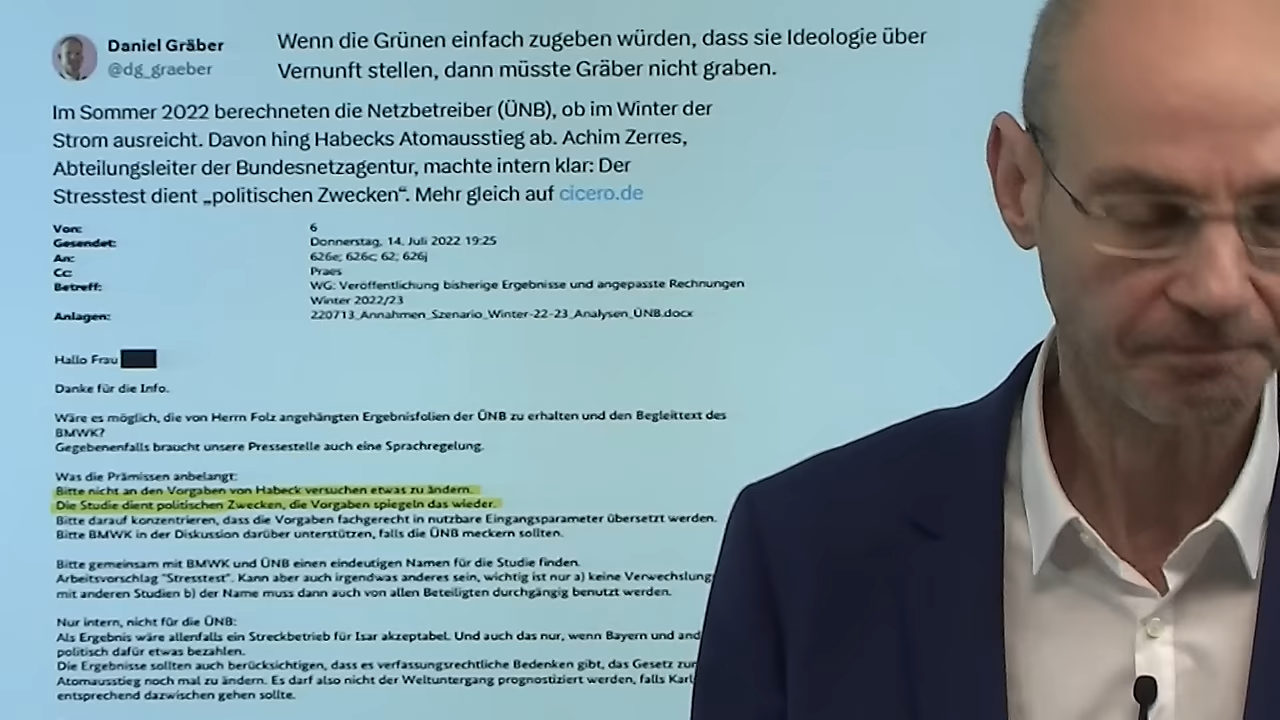 Daniel Gräber
@dg_graeber
Wenn die Grünen einfach zugeben würden, dass sie Ideologie über
Vernunft stellen, dann müsste Gräber nicht graben.
Im Sommer 2022 berechneten die Netzbetreiber (ÜNB), ob im Winter der
Strom ausreicht. Davon hing Habecks Atomausstieg ab. Achim Zerres,
Abteilungsleiter der Bundesnetzagentur, machte intern klar: Der
Stresstest dient „politischen Zwecken“. Mehr gleich auf cicero.de
Von: 6
Gesendet: Donnerstag, 14. Juli 2022 19:25
An: 626e; 626c; 62; 626j
Cc: Praes
Betreff: WG: Veröffentlichung bisherige Ergebnisse und angepasste Rechnungen
Winter 2022/23
Anlagen: 220713_Annahmen_Szenario_Winter-22-23_Analysen_ÜNB.docx
Hallo Frau
Danke für die Info.
Wäre es möglich, die von Herrn Folz angehängten Ergebnisfolien der ÜNB zu erhalten und den Begleittext des
BMWK?
Gegebenenfalls braucht unsere Pressestelle auch eine Sprachregelung.
Was die Prämissen anbelangt:
Bitte nicht an den Vorgaben von Habeck versuchen etwas zu ändern.
Die Studie dient politischen Zwecken, die Vorgaben spiegeln das wieder.
Bitte darauf konzentrieren, dass die Vorgaben fachgerecht in nutzbare Eingangsparameter übersetzt werden.
Bitte BMWK in der Diskussion darüber unterstützen, falls die ÜNB meckern sollten.
Bitte gemeinsam mit BMWK und ÜNB einen eindeutigen Namen für die Studie finden.
Arbeitsvorschlag "Stresstest". Kann aber auch irgendwas anderes sein, wichtig ist nur a) keine Verwechslung
mit anderen Studien b) der Name muss dann auch von allen Beteiligten durchgängig benutzt werden.
Nur intern, nicht für die ÜNB:
Als Ergebnis wäre allenfalls ein Streckbetrieb für Isar akzeptabel. Und auch das nur, wenn Bayern und and
politisch dafür etwas bezahlen.
Die Ergebnisse sollten auch berücksichtigen, dass es verfassungsrechtliche Bedenken gibt, das Gesetz zur
Atomausstieg noch mal zu ändern. Es darf also nicht der Weltuntergang prognostiziert werden, falls Karl
entsprechend dazwischen gehen sollte.